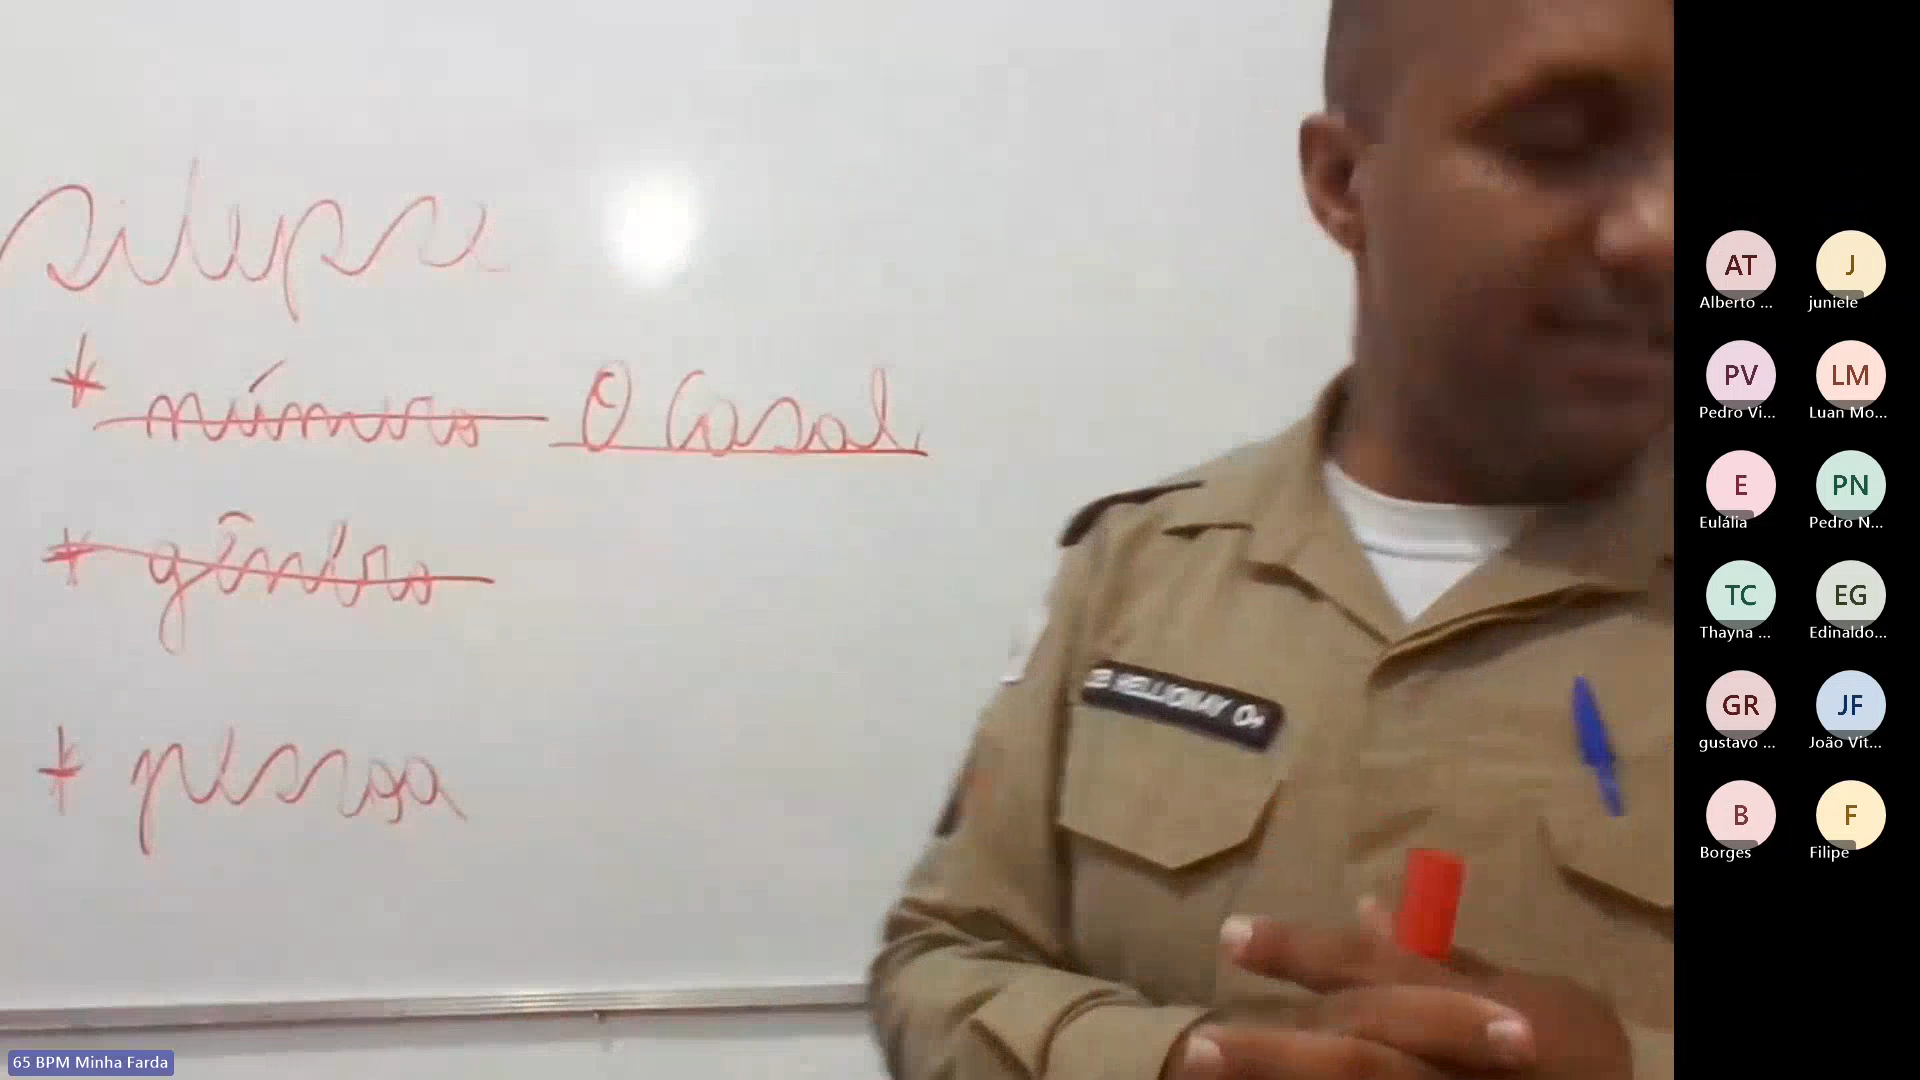 silepse
* número O Casal.
* gênero
* pessoa
O+
AT
Alberto ...
J
juniele
PV
Pedro Vi...
LM
Luan Mo...
E
Eulália
PN
Pedro N...
TC
Thayna ...
EG
Edinaldo...
GR
gustavo ...
JF
João Vit...
B
Borges
F
Filipe
65 BPM Minha Farda